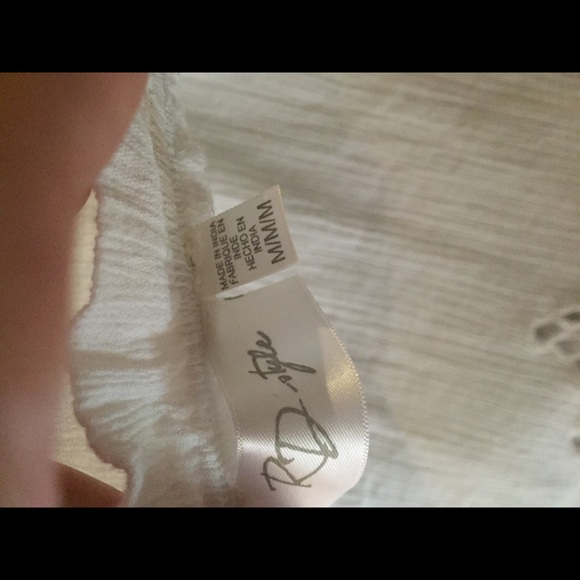 MADE IN INDIA
FABRIQUE EN
INDE
HECHO EN
INDIA
M/M/M
RD style